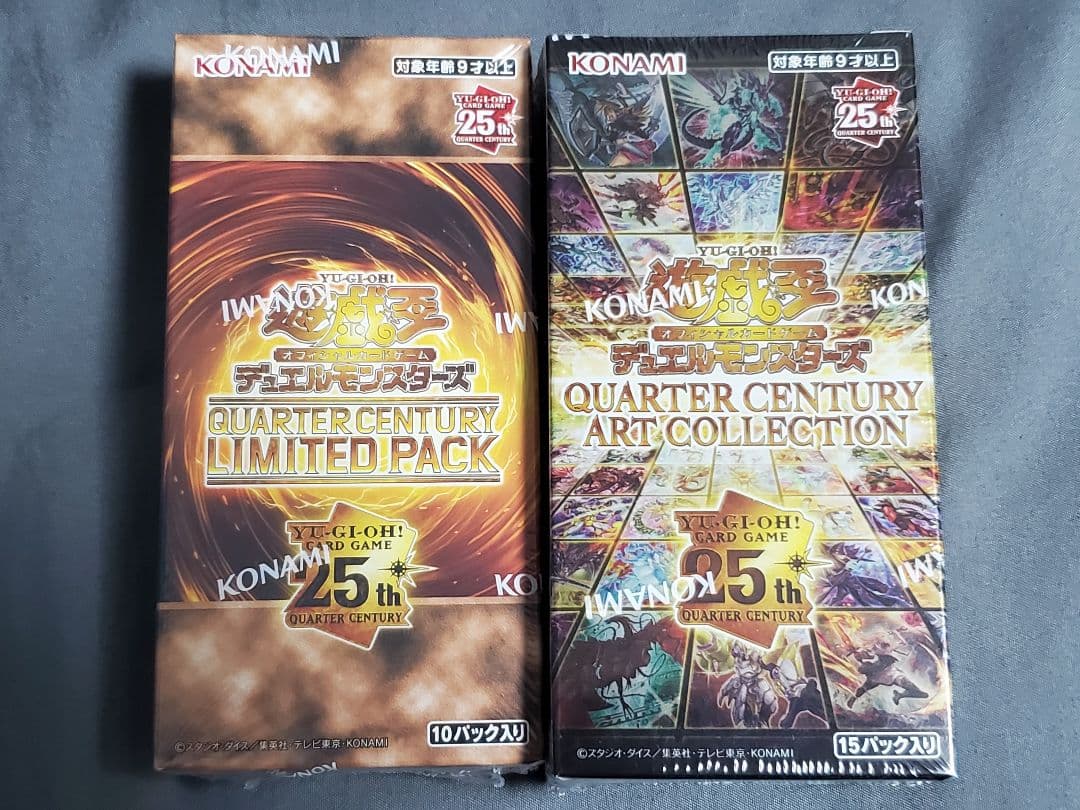 KONAMI
KONAMI
対象年齢9才以上
YU-GI-OH!
CARD GAME
25th
QUARTER CENTURY
YU-GI-OH!
KONAMI
KONAMI
遊戯王
オフィシャルカードゲーム
デュエルモンスターズ
QUARTER CENTURY
LIMITED PACK
YU-GI-OH!
CARD GAME
25th
QUARTER CENTURY
KONAMI
KONAMI
10パック入り
©スタジオ・ダイス／集英社・テレビ東京・KONAMI
KONAMI
対象年齢9才以上
YU-GI-OH!
CARD GAME
25th
QUARTER CENTURY
YU-GI-OH!
遊戯王
KONAMI
KONAMI
オフィシャルカードゲーム
デュエルモンスターズ
QUARTER CENTURY
ART COLLECTION
YU-GI-OH!
CARD GAME
25th
QUARTER CENTURY
KONAMI
KONAMI
15パック入り
©スタジオ・ダイス／集英社・テレビ東京・KONAMI